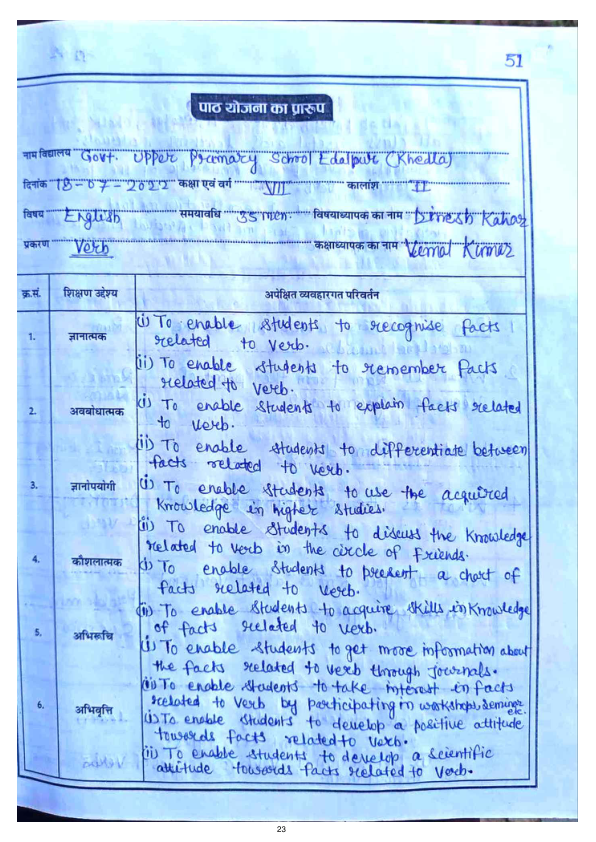 51
पाठ योजना का प्रारूप
नाम विद्यालय Govt. Upper Primary School Edalpur (Khedla)
दिनांक 18-07-2022 कक्षा एवं वर्ग VII कालांश II
विषय English समयावधि 35 min. विषयाध्यापक का नाम Dinesh Kahar
प्रकरण Verb कक्षाध्यापक का नाम Vimal Kumar
क्र.सं. शिक्षण उद्देश्य अपेक्षित व्यवहारगत परिवर्तन
1. ज्ञानात्मक (i) To enable students to recognise facts
related to verb.
(ii) To enable students to remember facts
related to verb.
2. अवबोधात्मक (i) To enable students to explain facts related
to verb.
(ii) To enable students to differentiate between
facts related to verb.
3. ज्ञानोपयोगी (i) To enable students to use the acquired
Knowledge in higher studies.
(ii) To enable students to discuss the Knowledge
related to verb in the circle of friends.
4. कौशलात्मक (i) To enable students to present a chart of
facts related to verb.
(ii) To enable students to acquire skills in Knowledge
of facts related to verb.
5. अभिरूचि (i) To enable students to get more information about
the facts related to verb through Journals.
(ii) To enable students to take interest in facts
related to verb by participating in workshop, seminar
etc.
6. अभिवृत्ति (i) To enable students to develop a positive attitude
towards facts related to verb.
(ii) To enable students to develop a scientific
attitude towards facts related to verb.
23